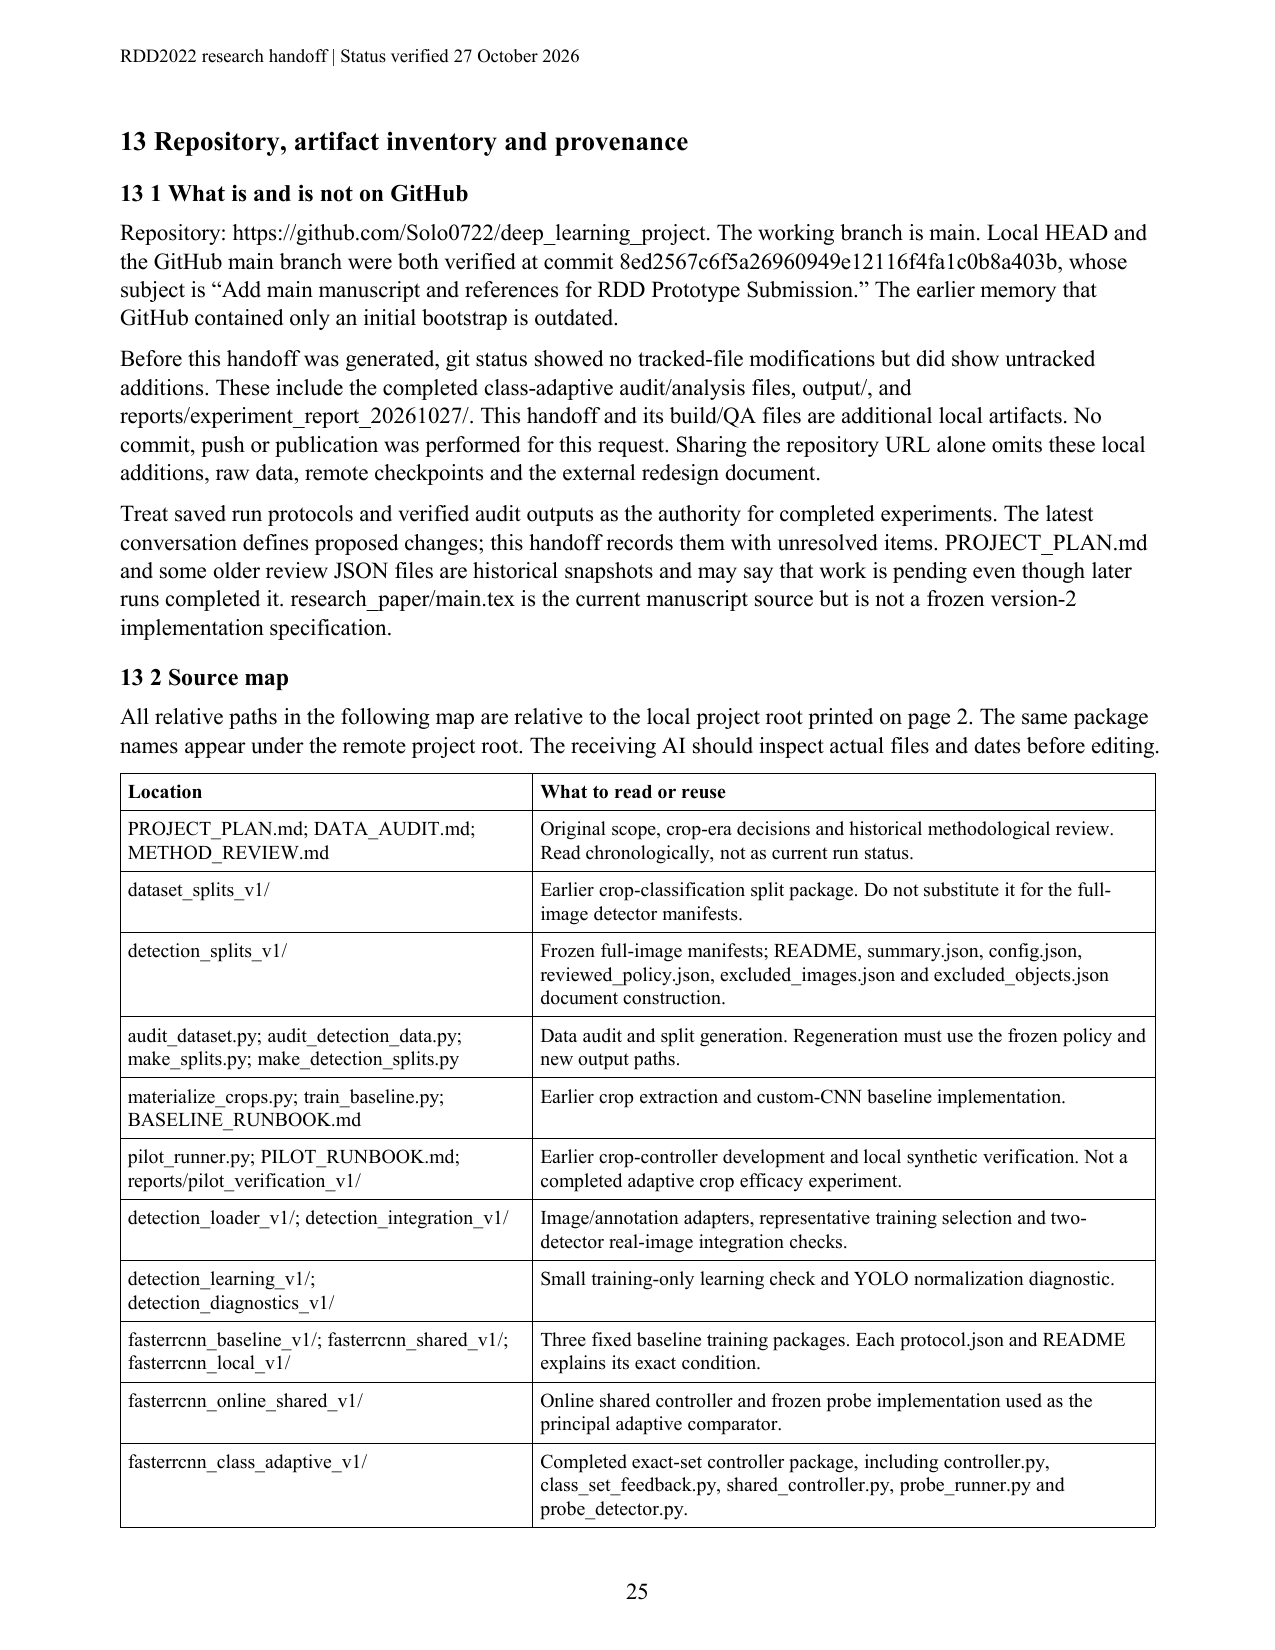 RDD2022 research handoff | Status verified 27 October 2026
13 Repository, artifact inventory and provenance
13 1 What is and is not on GitHub
Repository: https://github.com/Solo0722/deep_learning_project. The working branch is main. Local HEAD and
the GitHub main branch were both verified at commit 8ed2567c6f5a26960949e12116f4fa1c0b8a403b, whose
subject is “Add main manuscript and references for RDD Prototype Submission.” The earlier memory that
GitHub contained only an initial bootstrap is outdated.
Before this handoff was generated, git status showed no tracked-file modifications but did show untracked
additions. These include the completed class-adaptive audit/analysis files, output/, and
reports/experiment_report_20261027/. This handoff and its build/QA files are additional local artifacts. No
commit, push or publication was performed for this request. Sharing the repository URL alone omits these local
additions, raw data, remote checkpoints and the external redesign document.
Treat saved run protocols and verified audit outputs as the authority for completed experiments. The latest
conversation defines proposed changes; this handoff records them with unresolved items. PROJECT_PLAN.md
and some older review JSON files are historical snapshots and may say that work is pending even though later
runs completed it. research_paper/main.tex is the current manuscript source but is not a frozen version-2
implementation specification.
13 2 Source map
All relative paths in the following map are relative to the local project root printed on page 2. The same package
names appear under the remote project root. The receiving AI should inspect actual files and dates before editing.
Location
What to read or reuse
PROJECT_PLAN.md; DATA_AUDIT.md;
METHOD_REVIEW.md
Original scope, crop-era decisions and historical methodological review.
Read chronologically, not as current run status.
dataset_splits_v1/
Earlier crop-classification split package. Do not substitute it for the full-
image detector manifests.
detection_splits_v1/
Frozen full-image manifests; README, summary.json, config.json,
reviewed_policy.json, excluded_images.json and excluded_objects.json
document construction.
audit_dataset.py; audit_detection_data.py;
make_splits.py; make_detection_splits.py
Data audit and split generation. Regeneration must use the frozen policy and
new output paths.
materialize_crops.py; train_baseline.py;
BASELINE_RUNBOOK.md
Earlier crop extraction and custom-CNN baseline implementation.
pilot_runner.py; PILOT_RUNBOOK.md;
reports/pilot_verification_v1/
Earlier crop-controller development and local synthetic verification. Not a
completed adaptive crop efficacy experiment.
detection_loader_v1/; detection_integration_v1/
Image/annotation adapters, representative training selection and two-
detector real-image integration checks.
detection_learning_v1/;
detection_diagnostics_v1/
Small training-only learning check and YOLO normalization diagnostic.
fasterrcnn_baseline_v1/; fasterrcnn_shared_v1/;
fasterrcnn_local_v1/
Three fixed baseline training packages. Each protocol.json and README
explains its exact condition.
fasterrcnn_online_shared_v1/
Online shared controller and frozen probe implementation used as the
principal adaptive comparator.
fasterrcnn_class_adaptive_v1/
Completed exact-set controller package, including controller.py,
class_set_feedback.py, shared_controller.py, probe_runner.py and
probe_detector.py.
25